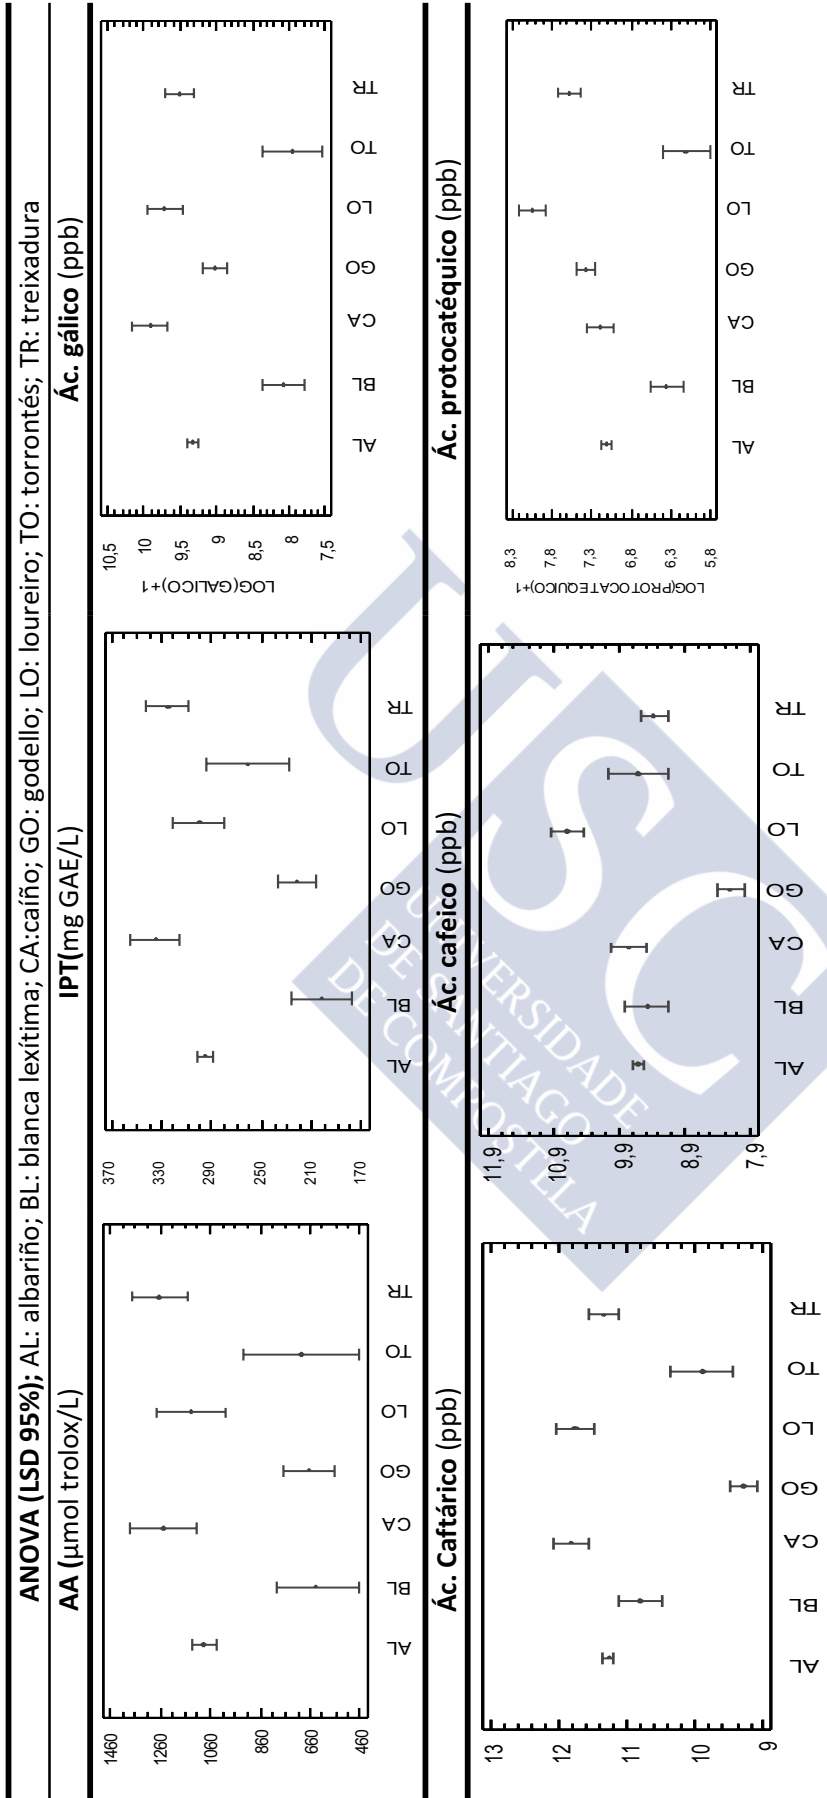 ANOVA (LSD 95%); AL: albariño; BL: blanca lexítima; CA:caíño; GO: godello; LO: loureiro; TO: torrontés; TR: treixadura
AA (µmol trolox/L)
IPT(mg GAE/L)
Ác. gálico (ppb)
1460
1260
1060
860
660
460
AL
BL
CA
GO
LO
TO
TR
370
330
290
250
210
170
AL
BL
CA
GO
LO
TO
TR
LOG(GALICO)+1
10,5
10
9,5
9
8,5
8
7,5
AL
BL
CA
GO
LO
TO
TR
Ác. Caftárico (ppb)
Ác. cafeico (ppb)
Ác. protocatéquico (ppb)
13
12
11
10
9
AL
BL
CA
GO
LO
TO
TR
11,9
10,9
9,9
8,9
7,9
AL
BL
CA
GO
LO
TO
TR
LOG(PROTOCATEQUICO)+1
8,3
7,8
7,3
6,8
6,3
5,8
AL
BL
CA
GO
LO
TO
TR
USC
UNIVERSIDADE
DE SANTIAGO
DE COMPOSTELA